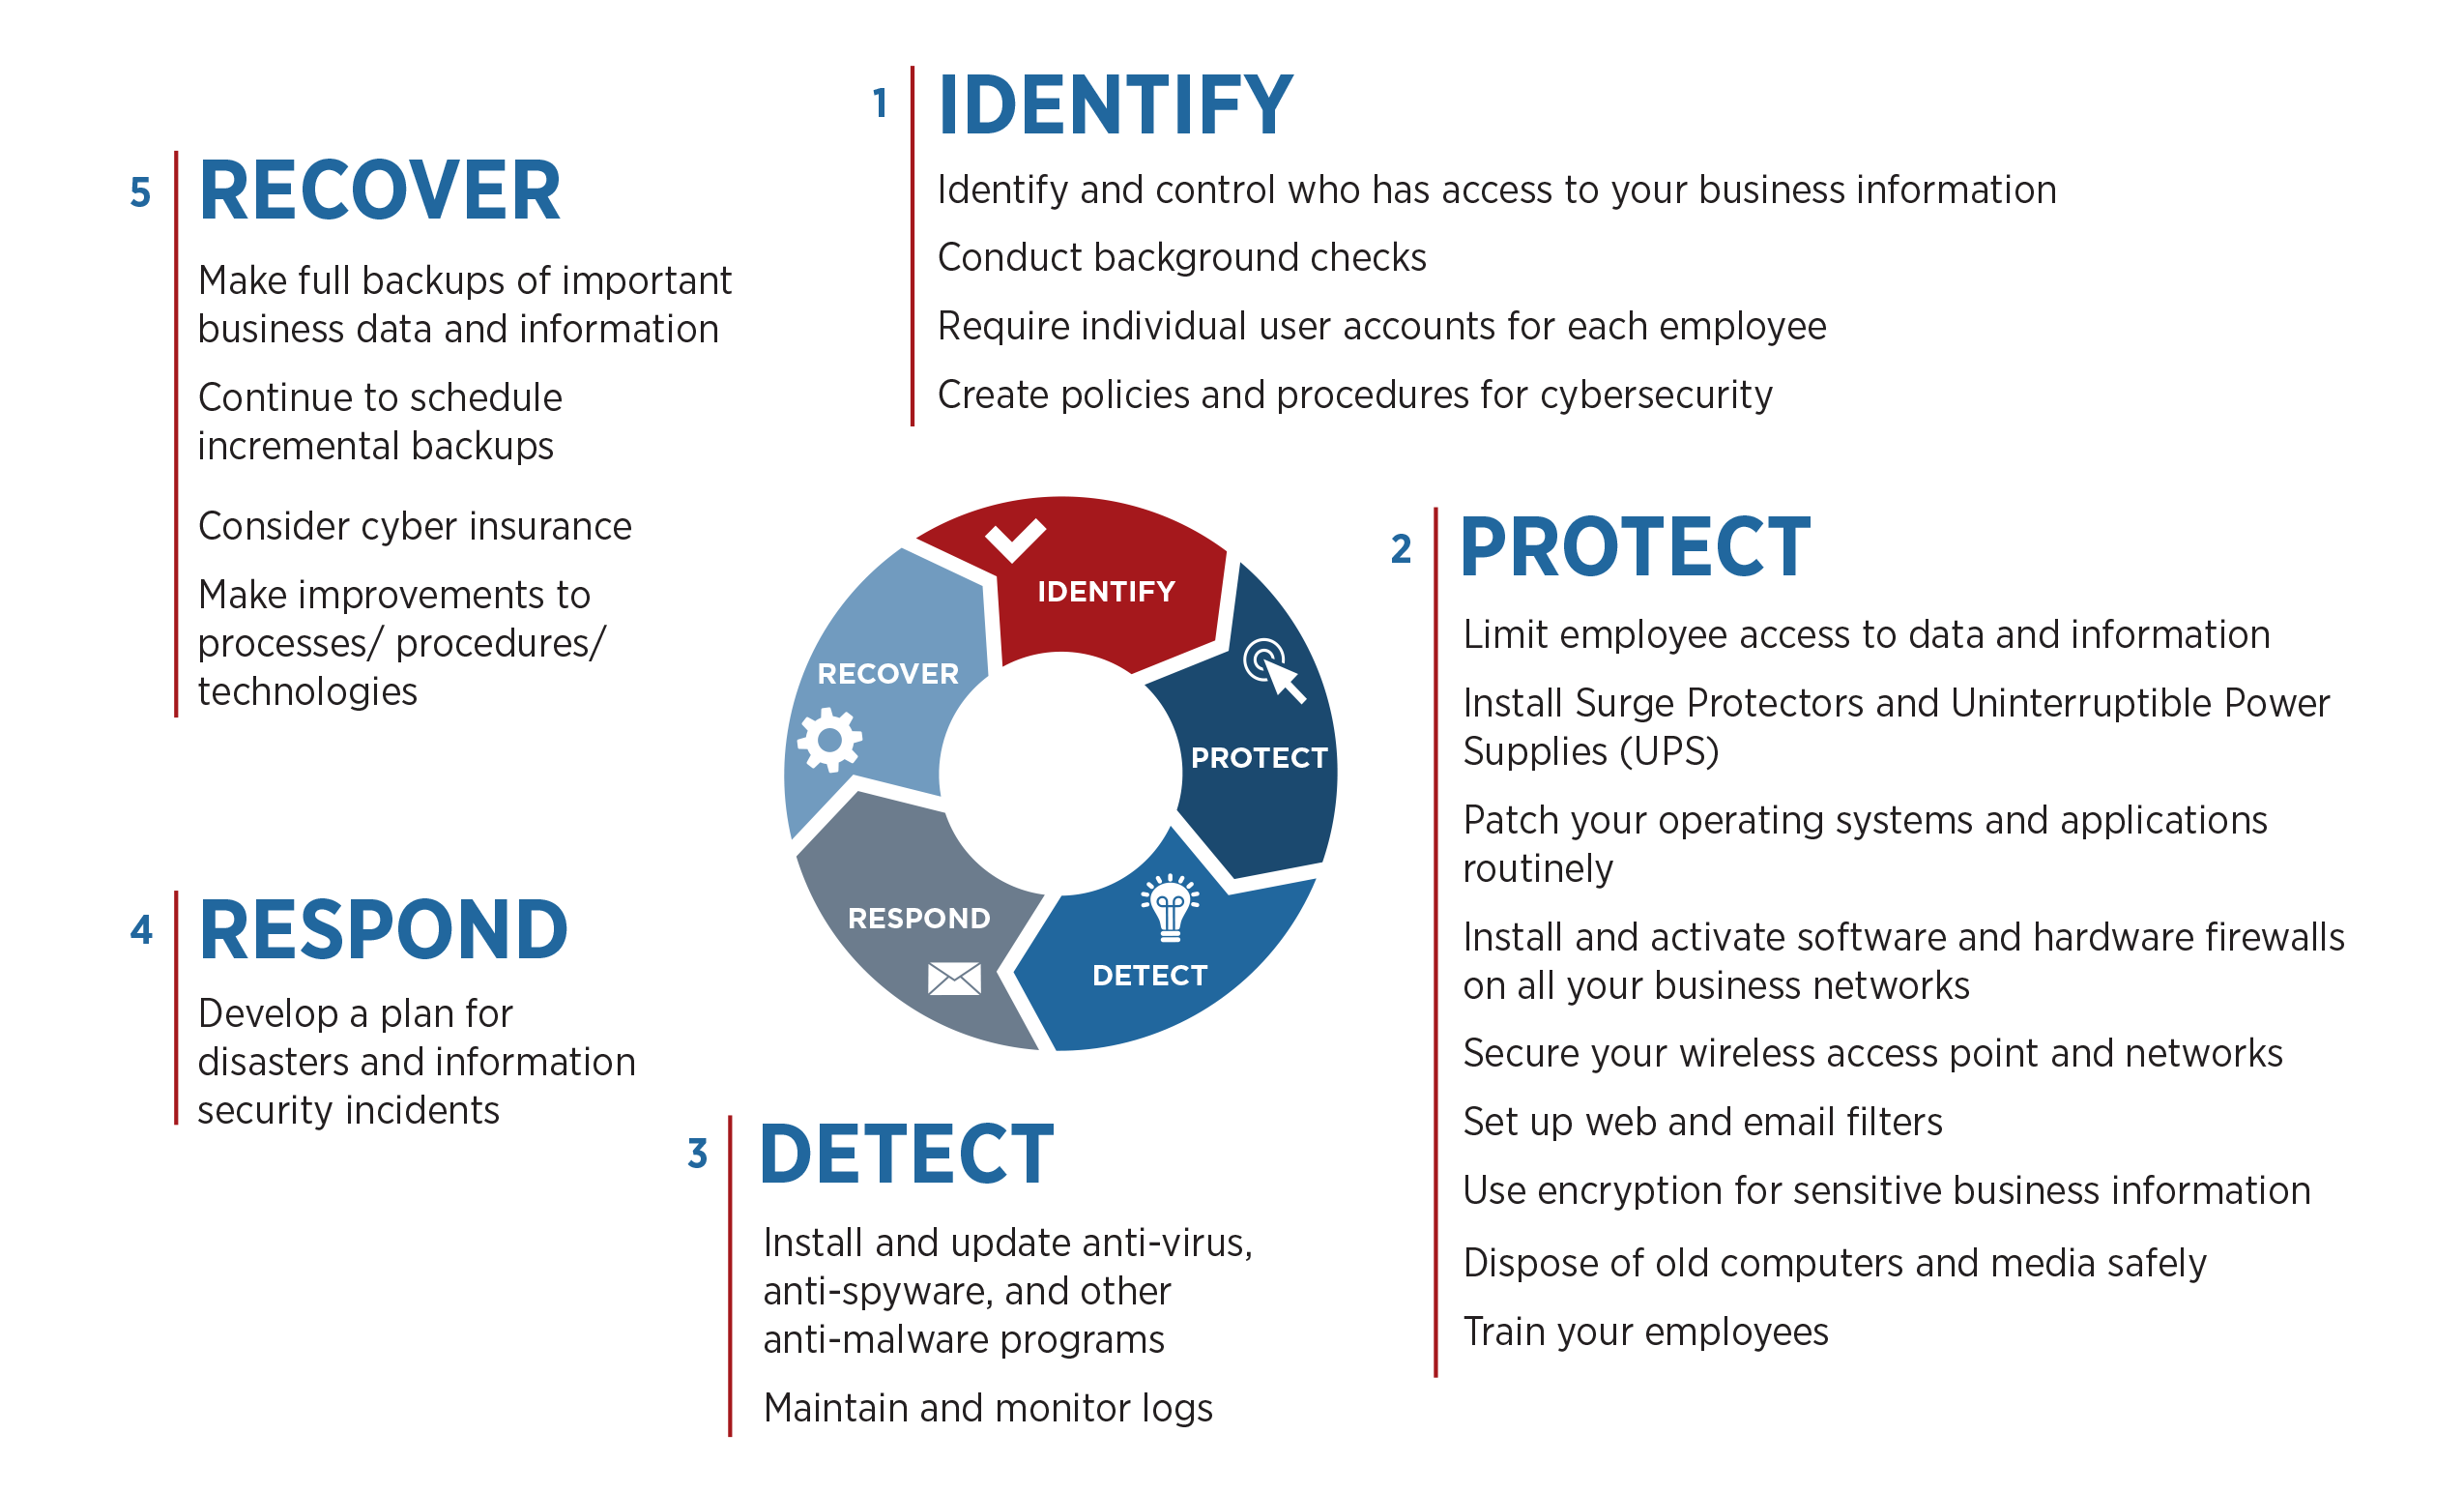 1
IDENTIFY
Identify and control who has access to your business information
Conduct background checks
Require individual user accounts for each employee
Create policies and procedures for cybersecurity
2
PROTECT
Limit employee access to data and information
Install Surge Protectors and Uninterruptible Power
Supplies (UPS)
Patch your operating systems and applications
routinely
Install and activate software and hardware firewalls
on all your business networks
Secure your wireless access point and networks
Set up web and email filters
Use encryption for sensitive business information
Dispose of old computers and media safely
Train your employees
3
DETECT
Install and update anti-virus,
anti-spyware, and other
anti-malware programs
Maintain and monitor logs
4
RESPOND
Develop a plan for
disasters and information
security incidents
5
RECOVER
Make full backups of important
business data and information
Continue to schedule
incremental backups
Consider cyber insurance
Make improvements to
processes/ procedures/
technologies
IDENTIFY
PROTECT
DETECT
RESPOND
RECOVER